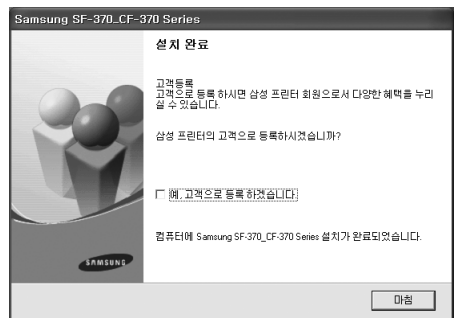 Samsung SF-370_CF-370 Series
설치 완료
고객등록
고객으로 등록 하시면 삼성 프린터 회원으로서 다양한 혜택을 누리
실 수 있습니다.
삼성 프린터의 고객으로 등록하시겠습니까?
예, 고객으로 등록 하겠습니다.
컴퓨터에 Samsung SF-370_CF-370 Series 설치가 완료되었습니다.
SAMSUNG
마침